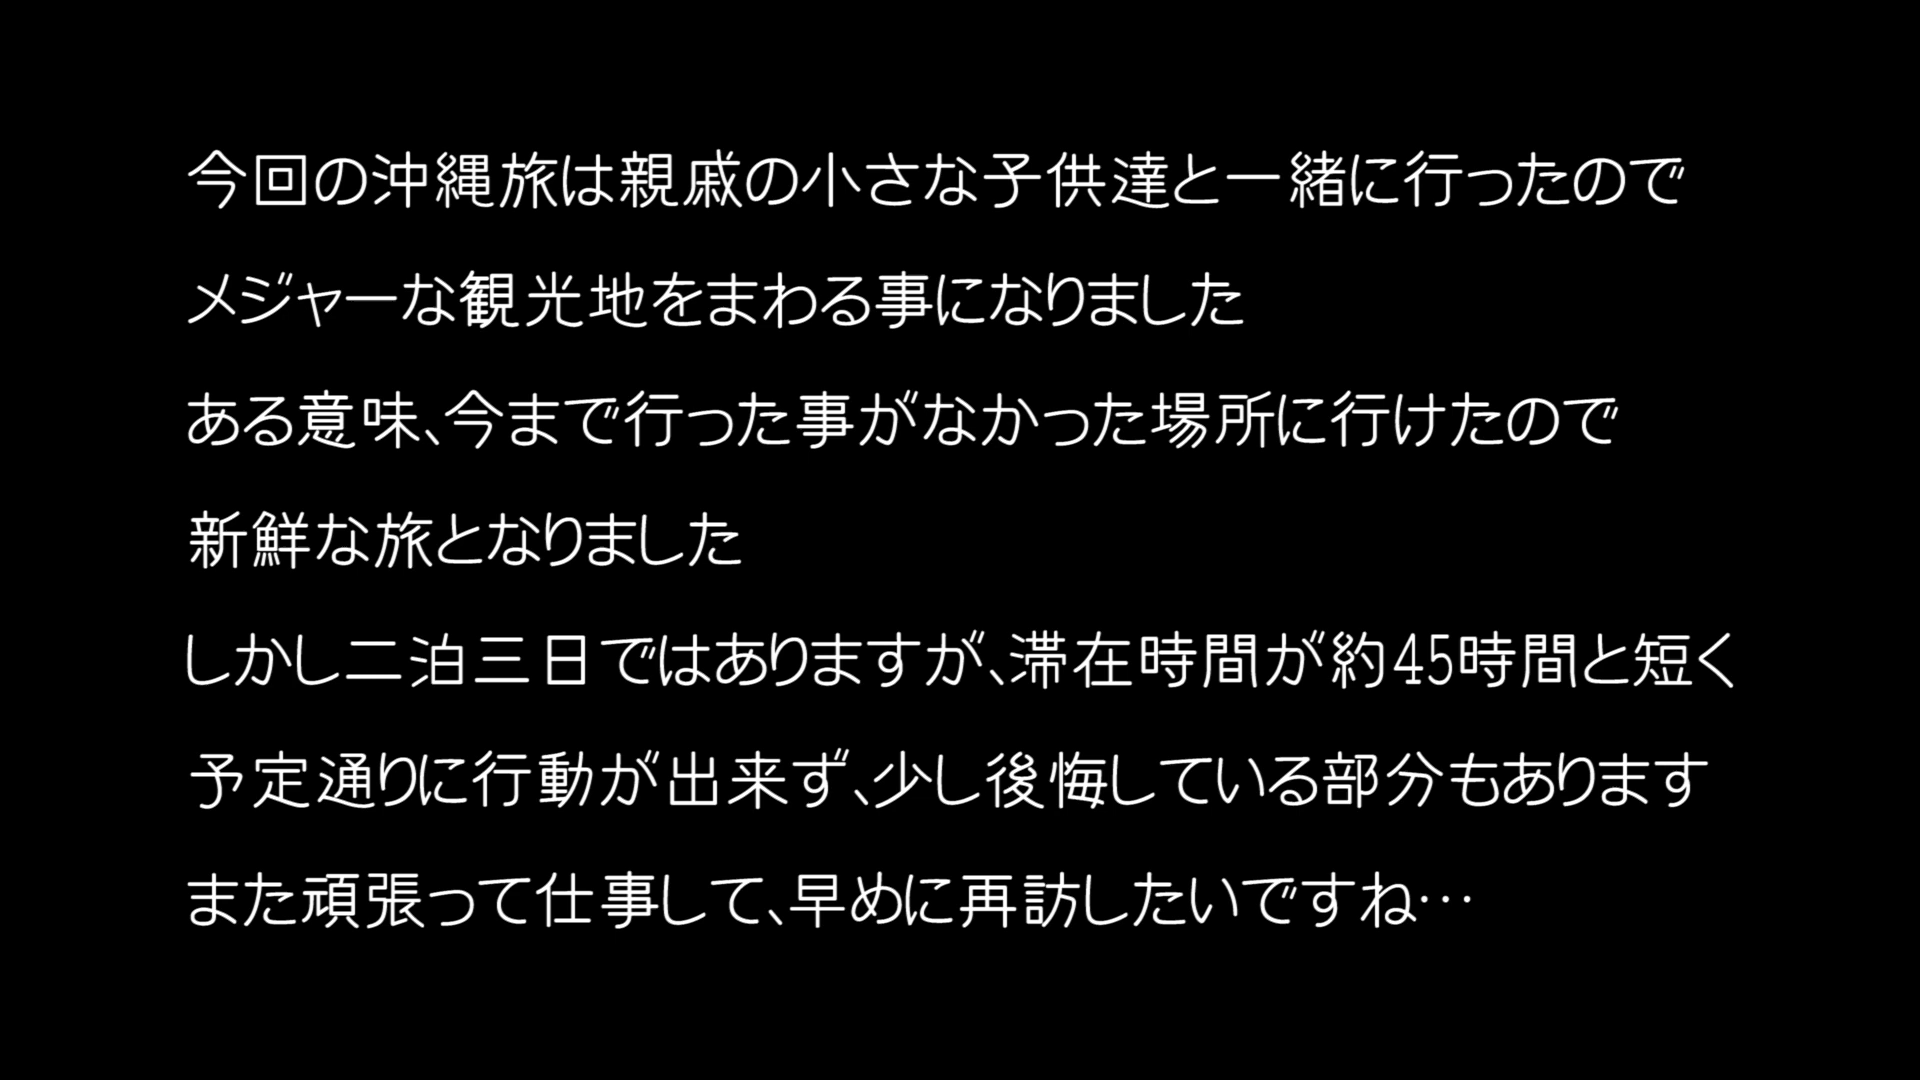 今回の沖縄旅は親戚の小さな子供達と一緒に行ったので
メジャーな観光地をまわる事になりました
ある意味、今まで行った事がなかった場所に行けたので
新鮮な旅となりました
しかし二泊三日ではありますが、滞在時間が約45時間と短く
予定通りに行動が出来ず、少し後悔している部分もあります
また頑張って仕事して、早めに再訪したいですね…